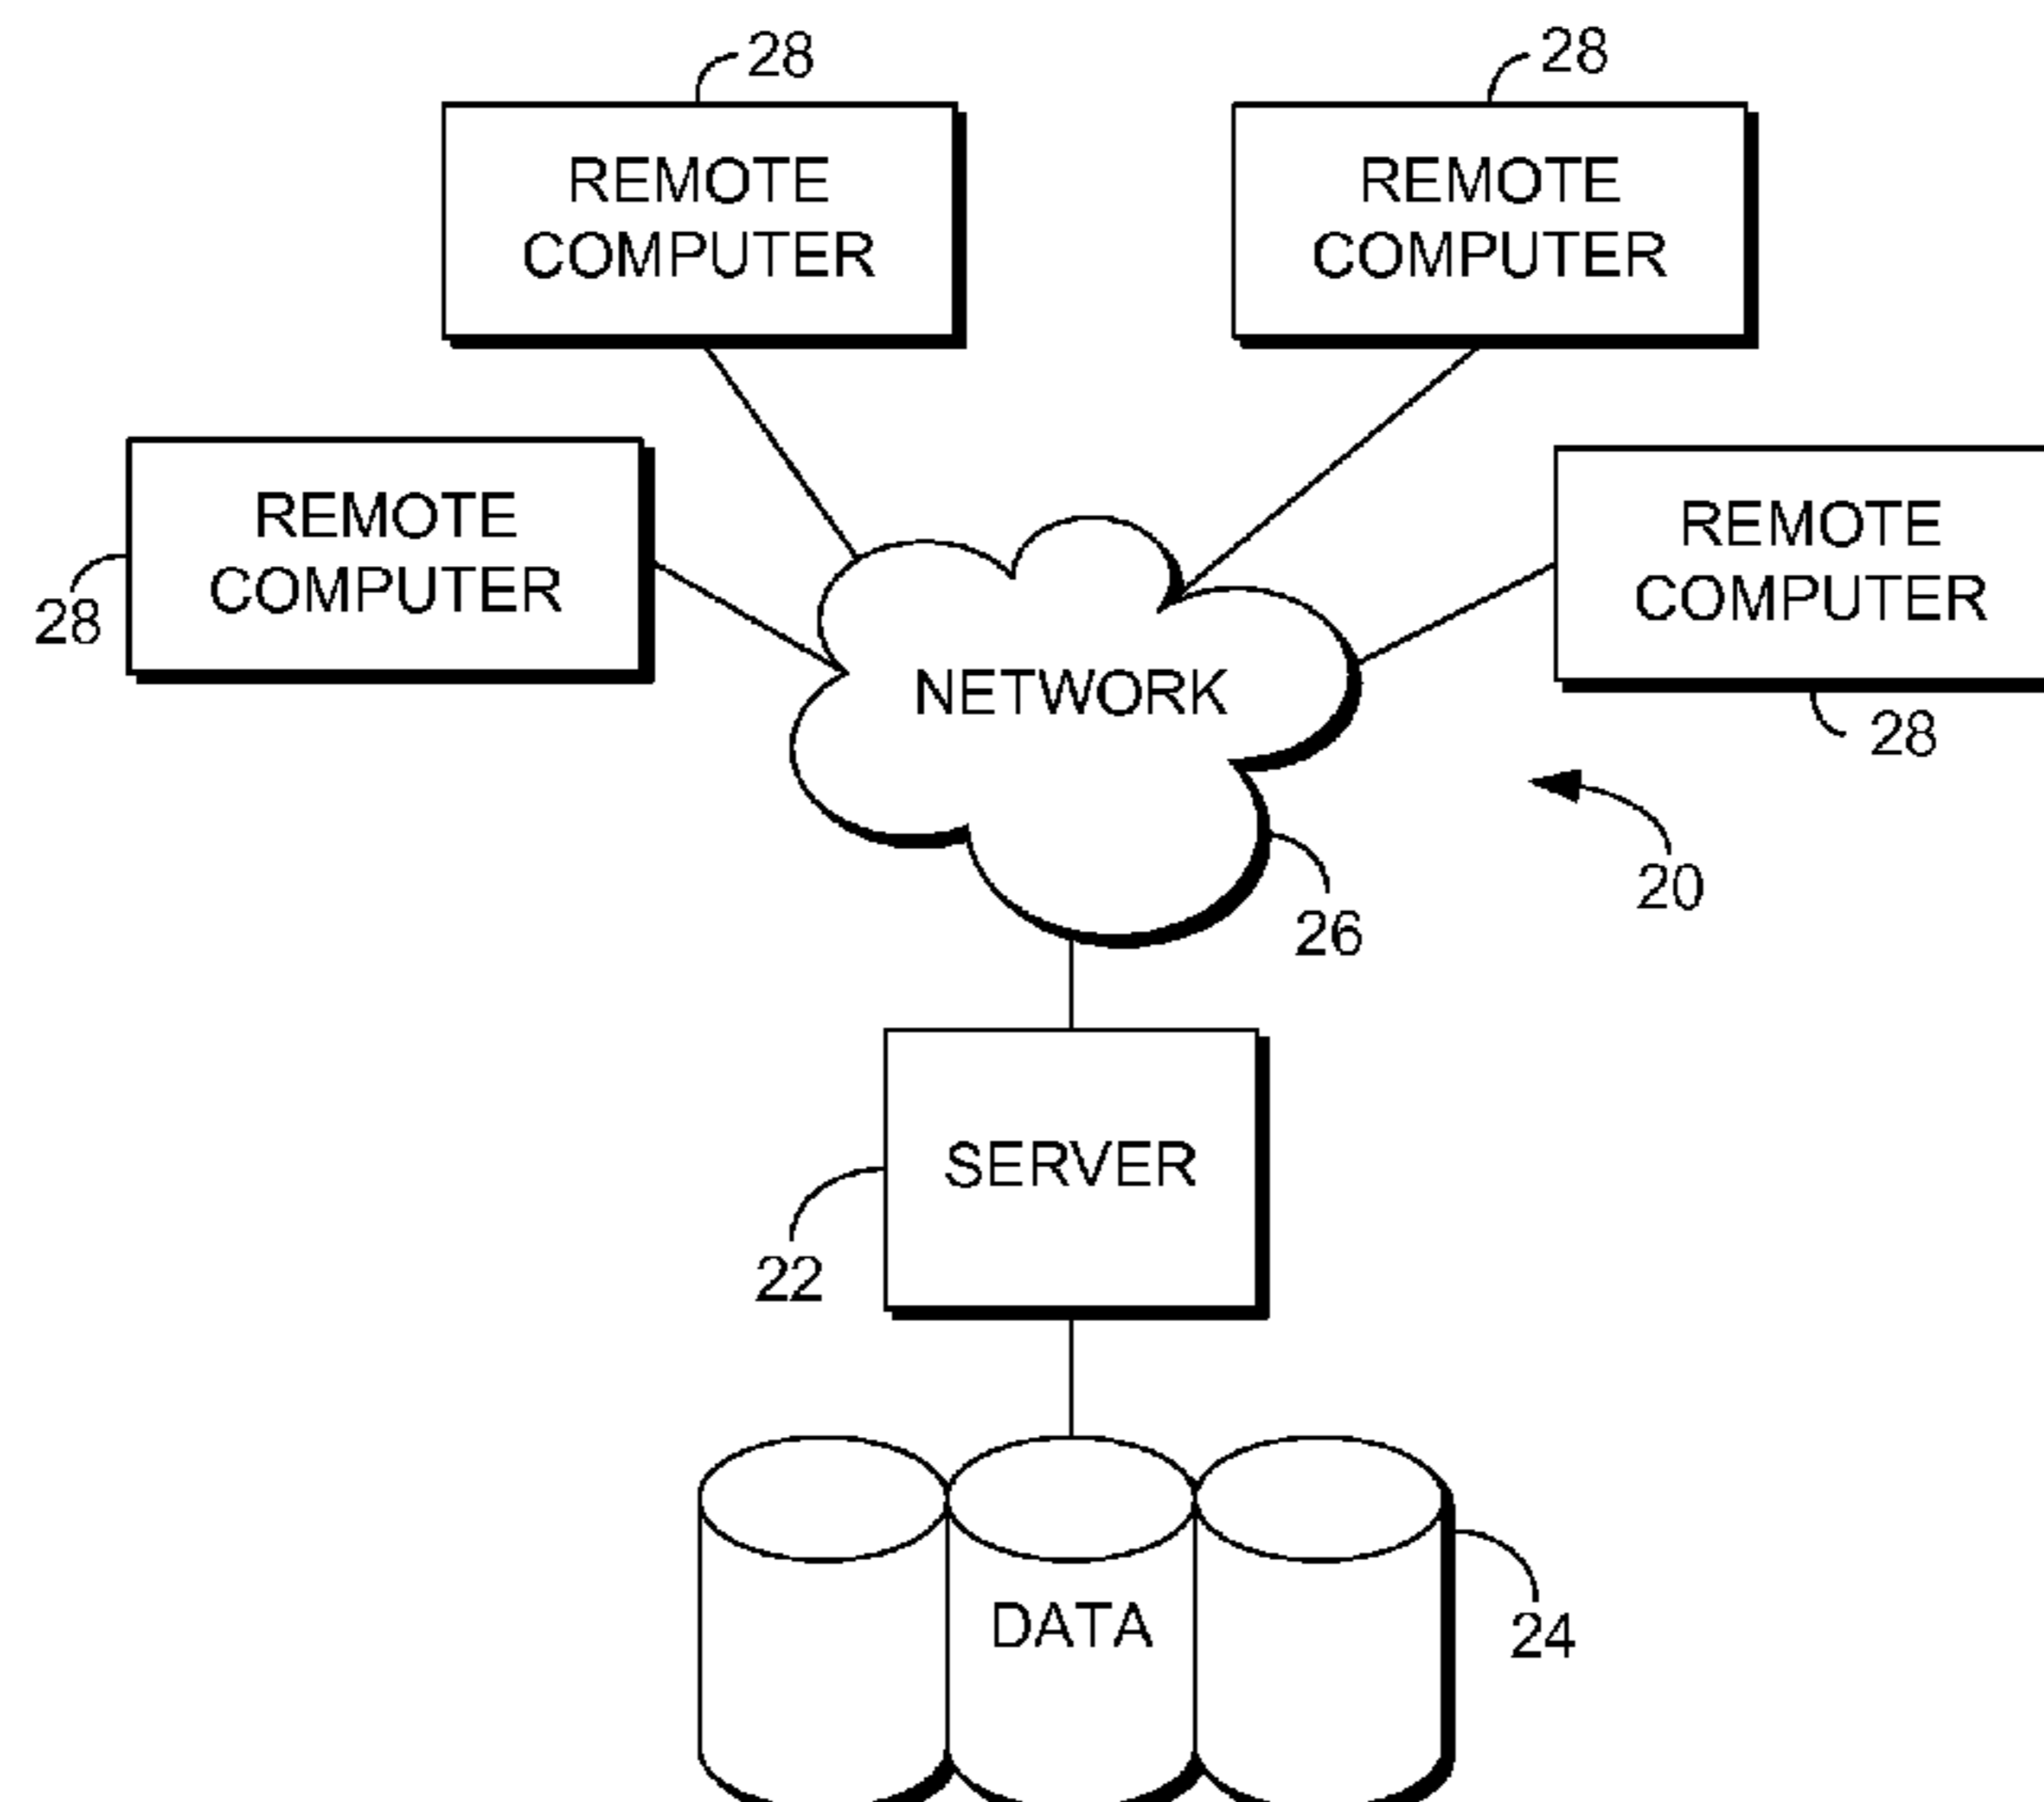 28
28
REMOTE
COMPUTER
REMOTE
COMPUTER
REMOTE
COMPUTER
28
REMOTE
COMPUTER
28
NETWORK
20
26
SERVER
22
DATA
24